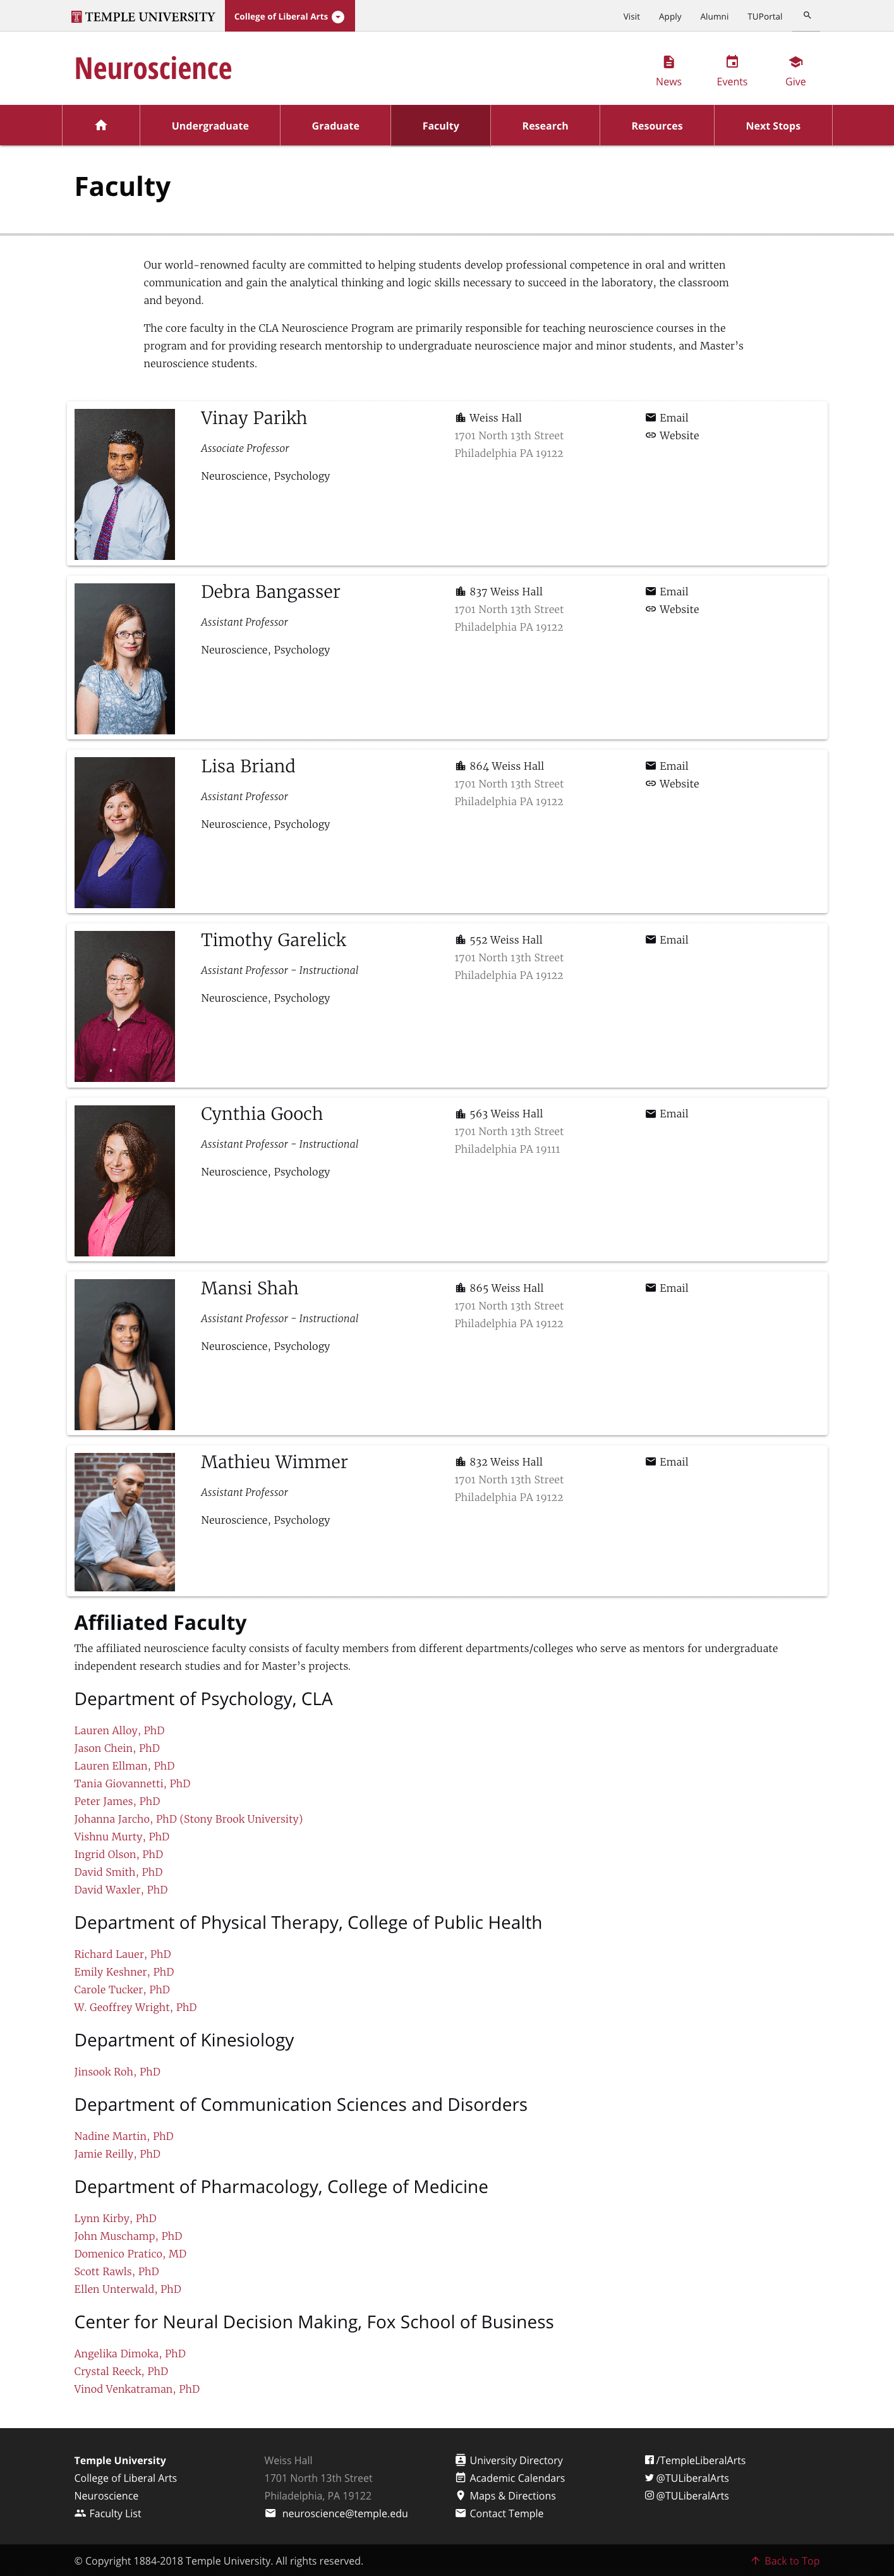 TEMPLE UNIVERSITY
College of Liberal Arts
Visit Apply Alumni TUPortal
Neuroscience
News Events Give
Undergraduate Graduate Faculty Research Resources Next Stops
Faculty
Our world-renowned faculty are committed to helping students develop professional competence in oral and written
communication and gain the analytical thinking and logic skills necessary to succeed in the laboratory, the classroom
and beyond.
The core faculty in the CLA Neuroscience Program are primarily responsible for teaching neuroscience courses in the
program and for providing research mentorship to undergraduate neuroscience major and minor students, and Master's
neuroscience students.
Vinay Parikh
Associate Professor
Neuroscience, Psychology
Weiss Hall
1701 North 13th Street
Philadelphia PA 19122
Email
Website
Debra Bangasser
Assistant Professor
Neuroscience, Psychology
837 Weiss Hall
1701 North 13th Street
Philadelphia PA 19122
Email
Website
Lisa Briand
Assistant Professor
Neuroscience, Psychology
864 Weiss Hall
1701 North 13th Street
Philadelphia PA 19122
Email
Website
Timothy Garelick
Assistant Professor - Instructional
Neuroscience, Psychology
552 Weiss Hall
1701 North 13th Street
Philadelphia PA 19122
Email
Cynthia Gooch
Assistant Professor - Instructional
Neuroscience, Psychology
563 Weiss Hall
1701 North 13th Street
Philadelphia PA 19111
Email
Mansi Shah
Assistant Professor - Instructional
Neuroscience, Psychology
865 Weiss Hall
1701 North 13th Street
Philadelphia PA 19122
Email
Mathieu Wimmer
Assistant Professor
Neuroscience, Psychology
832 Weiss Hall
1701 North 13th Street
Philadelphia PA 19122
Email
Affiliated Faculty
The affiliated neuroscience faculty consists of faculty members from different departments/colleges who serve as mentors for undergraduate
independent research studies and for Master's projects.
Department of Psychology, CLA
Lauren Alloy, PhD
Jason Chein, PhD
Lauren Ellman, PhD
Tania Giovannetti, PhD
Peter James, PhD
Johanna Jarcho, PhD (Stony Brook University)
Vishnu Murty, PhD
Ingrid Olson, PhD
David Smith, PhD
David Waxler, PhD
Department of Physical Therapy, College of Public Health
Richard Lauer, PhD
Emily Keshner, PhD
Carole Tucker, PhD
W. Geoffrey Wright, PhD
Department of Kinesiology
Jinsook Roh, PhD
Department of Communication Sciences and Disorders
Nadine Martin, PhD
Jamie Reilly, PhD
Department of Pharmacology, College of Medicine
Lynn Kirby, PhD
John Muschamp, PhD
Domenico Pratico, MD
Scott Rawls, PhD
Ellen Unterwald, PhD
Center for Neural Decision Making, Fox School of Business
Angelika Dimoka, PhD
Crystal Reeck, PhD
Vinod Venkatraman, PhD
Temple University
College of Liberal Arts
Neuroscience
Faculty List
Weiss Hall
1701 North 13th Street
Philadelphia, PA 19122
neuroscience@temple.edu
University Directory
Academic Calendars
Maps & Directions
Contact Temple
/TempleLiberalArts
@TULiberalArts
@TULiberalArts
© Copyright 1884-2018 Temple University. All rights reserved.
Back to Top